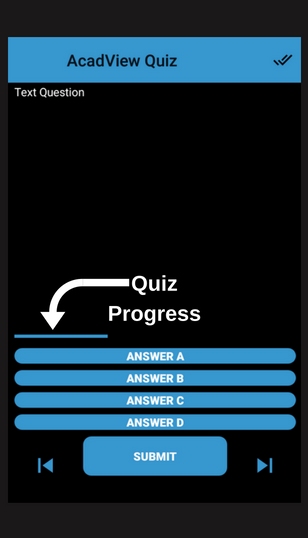 AcadView Quiz
Text Question
Quiz
Progress
ANSWER A
ANSWER B
ANSWER C
ANSWER D
SUBMIT